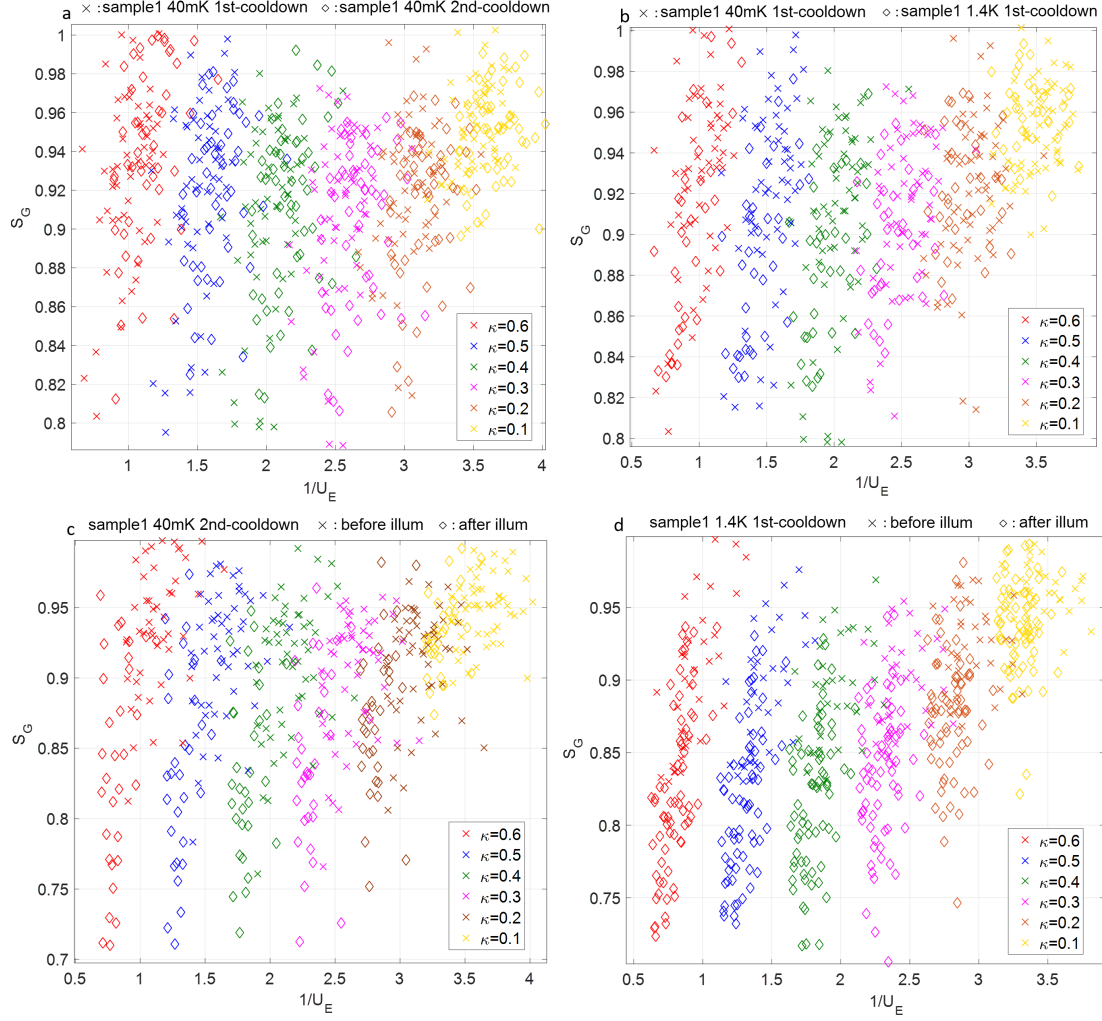 a × :sample1 40mK 1st-cooldown ◇ :sample1 40mK 2nd-cooldown
1
0.98
0.96
0.94
0.92
0.9
0.88
0.86
0.84
0.82
0.8
S_G
κ=0.6
κ=0.5
κ=0.4
κ=0.3
κ=0.2
κ=0.1
1 1.5 2 2.5 3 3.5 4
1/U_E
b × :sample1 40mK 1st-cooldown ◇ :sample1 1.4K 1st-cooldown
1
0.98
0.96
0.94
0.92
0.9
0.88
0.86
0.84
0.82
0.8
S_G
κ=0.6
κ=0.5
κ=0.4
κ=0.3
κ=0.2
κ=0.1
0.5 1 1.5 2 2.5 3 3.5
1/U_E
c sample1 40mK 2nd-cooldown × : before illum ◇ : after illum
0.95
0.9
0.85
0.8
0.75
0.7
S_G
κ=0.6
κ=0.5
κ=0.4
κ=0.3
κ=0.2
κ=0.1
0.5 1 1.5 2 2.5 3 3.5 4
1/U_E
d sample1 1.4K 1st-cooldown × : before illum ◇ : after illum
0.95
0.9
0.85
0.8
0.75
S_G
κ=0.6
κ=0.5
κ=0.4
κ=0.3
κ=0.2
κ=0.1
0.5 1 1.5 2 2.5 3 3.5
1/U_E